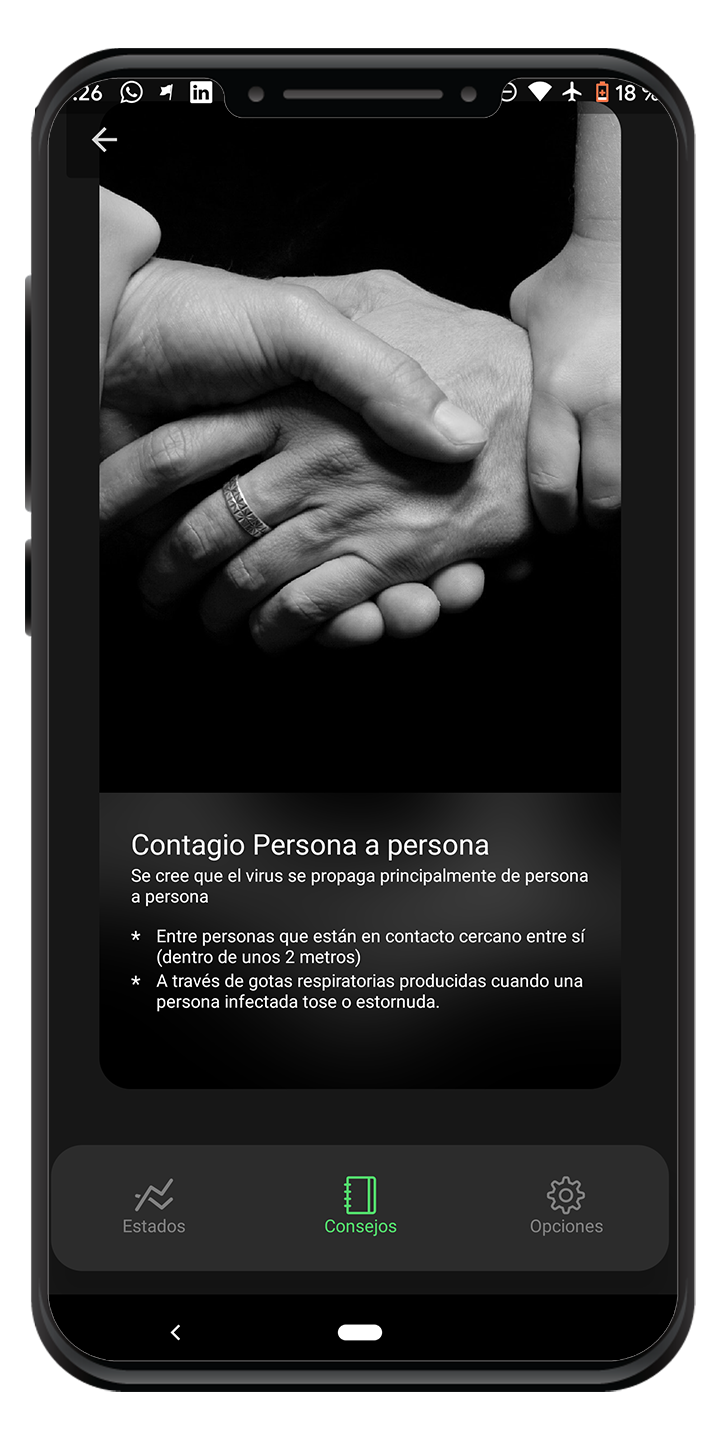 :26
in
18 %
Contagio Persona a persona
Se cree que el virus se propaga principalmente de persona
a persona
* Entre personas que están en contacto cercano entre sí
(dentro de unos 2 metros)
* A través de gotas respiratorias producidas cuando una
persona infectada tose o estornuda.
Estados
Consejos
Opciones